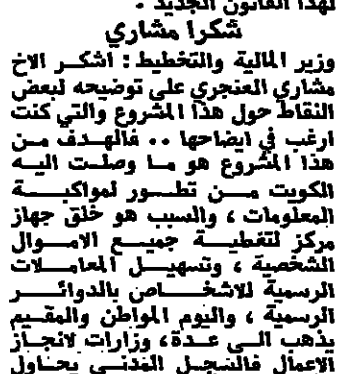 لهذا القانون الجديد .
شكرا مشاري
وزير المالية والتخطيط : اشكر الاخ
مشاري العنجري على توضيحه لبعض
النقاط حول هذا المشروع والتي كنت
ارغب في ايضاحها .. فالهدف من
هذا المشروع هو ما وصلت اليه
الكويت من تطور لمواكبة
المعلومات ، والسبب هو خلق جهاز
مركز لتغطية جميع الاموال
الشخصية ، وتسهيل المعاملات
الرسمية للاشخاص بالدوائر
الرسمية ، واليوم المواطن والمقيم
يذهب الى عدة، وزارات لانجاز
الاعمال فالسجل المدني يحاول